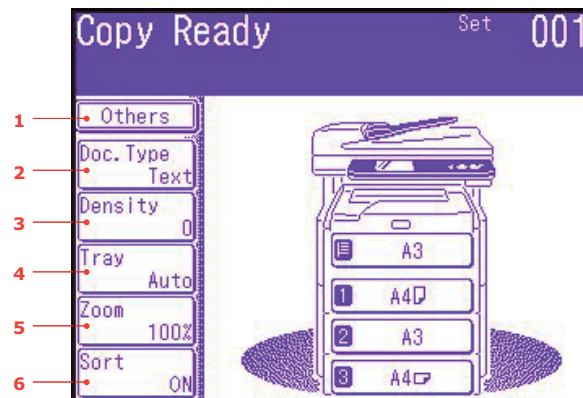 Copy Ready
Set 001
1 Others
2 Doc.Type
Text
3 Density
0
4 Tray
Auto
5 Zoom
100%
6 Sort
ON
A3
1 A4
2 A3
3 A4